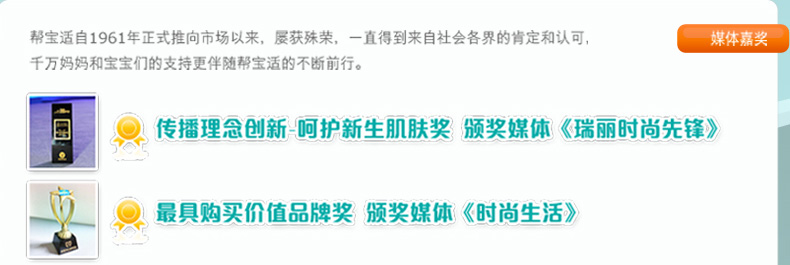 帮宝适自1961年正式推向市场以来，屡获殊荣，一直得到来自社会各界的肯定和认可，
千万妈妈和宝宝们的支持更伴随帮宝适的不断前行。
媒体嘉奖
传播理念创新-呵护新生肌肤奖 颁奖媒体《瑞丽时尚先锋》
最具购买价值品牌奖 颁奖媒体《时尚生活》